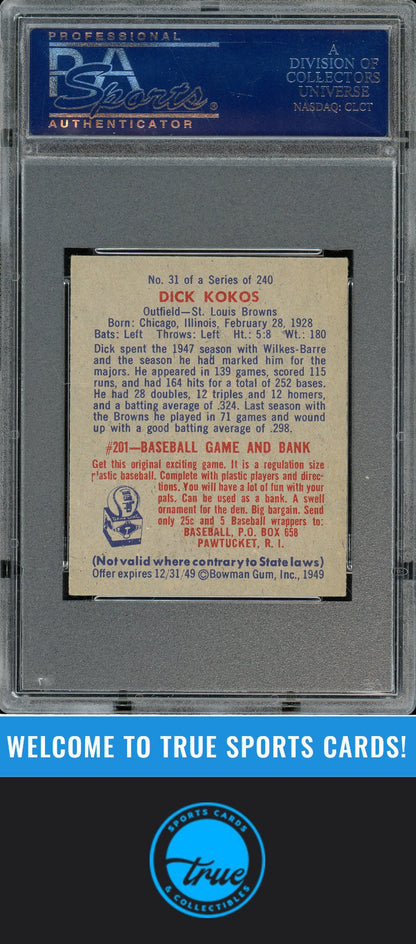 PROFESSIONAL
PSA
Sports®
AUTHENTICATOR
A
DIVISION OF
COLLECTORS
UNIVERSE
NASDAQ: CLCT
No. 31 of a Series of 240
DICK KOKOS
Outfield—St. Louis Browns
Born: Chicago, Illinois, February 28, 1928
Bats: Left Throws: Left Ht.: 5:8 Wt.: 180
Dick spent the 1947 season with Wilkes-Barre
and the season he had marked him for the
majors. He appeared in 139 games, scored 115
runs, and had 164 hits for a total of 252 bases.
He had 28 doubles, 12 triples and 12 homers,
and a batting average of .324. Last season with
the Browns he played in 71 games and wound
up with a good batting average of .298.
#201—BASEBALL GAME AND BANK
Get this original exciting game. It is a regulation size
plastic baseball. Complete with plastic players and direc-
tions. You will have a lot of fun with your
pals. Can be used as a bank. A swell
ornament for the den. Big bargain. Send
only 25c and 5 Baseball wrappers to:
BASEBALL, P.O. BOX 658
PAWTUCKET, R. I.
(Not valid where contrary to State laws)
Offer expires 12/31/49 ©Bowman Gum, Inc., 1949
WELCOME TO TRUE SPORTS CARDS!
SPORTS CARDS
True
& COLLECTIBLES